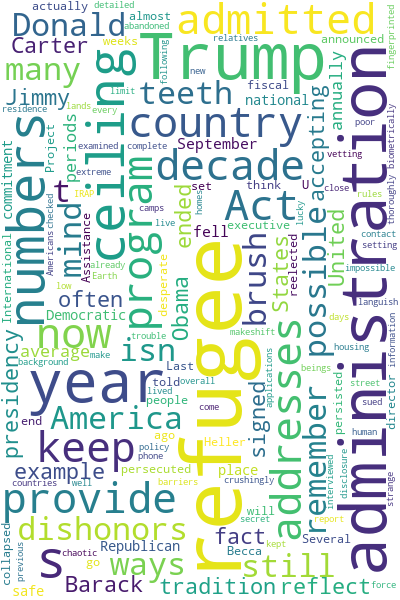 actually
detailed
almost
abandoned
Donald
admitted
relatives
fingerprinted
Carter
weeks
announced
following
many
Trump
new
Jimmy
residence
lands
every
limit
teeth
fiscal
national
annually
examined
complete
Project
periods
extreme
ceiling
country
September
poor
vetting
numbers
commitment
International
Americans
checked
IRAP
Assistance
camps
t
mind
program
decade
set
think
U
accepting
close
rules
biometrically
thoroughly
administration
ended
fell
executive
Act
homes
live
lucky
reelected
setting
contact
impossible
low
already
Earth
often
Democratic
desperate
Obama
brush
States
United
possible
languish
background
trouble
make
makeshift
now
isn
days
housing
information
average
Last
told
overall
lived
people
applications
beings
director
persisted
street
year
refugee
addresses
remember
presidency
America
end
policy
phone
ago
Heller
come
signed
human
sued
disclosure
interviewed
keep
persecuted
place
crushingly
strange
s
example
countries
well
barriers
will
secret
Several
report
provide
fact
Becca
kept
dishonors
still
collapsed
previous
chaotic
Republican
go
ways
safe
Barack
tradition
reflect
force